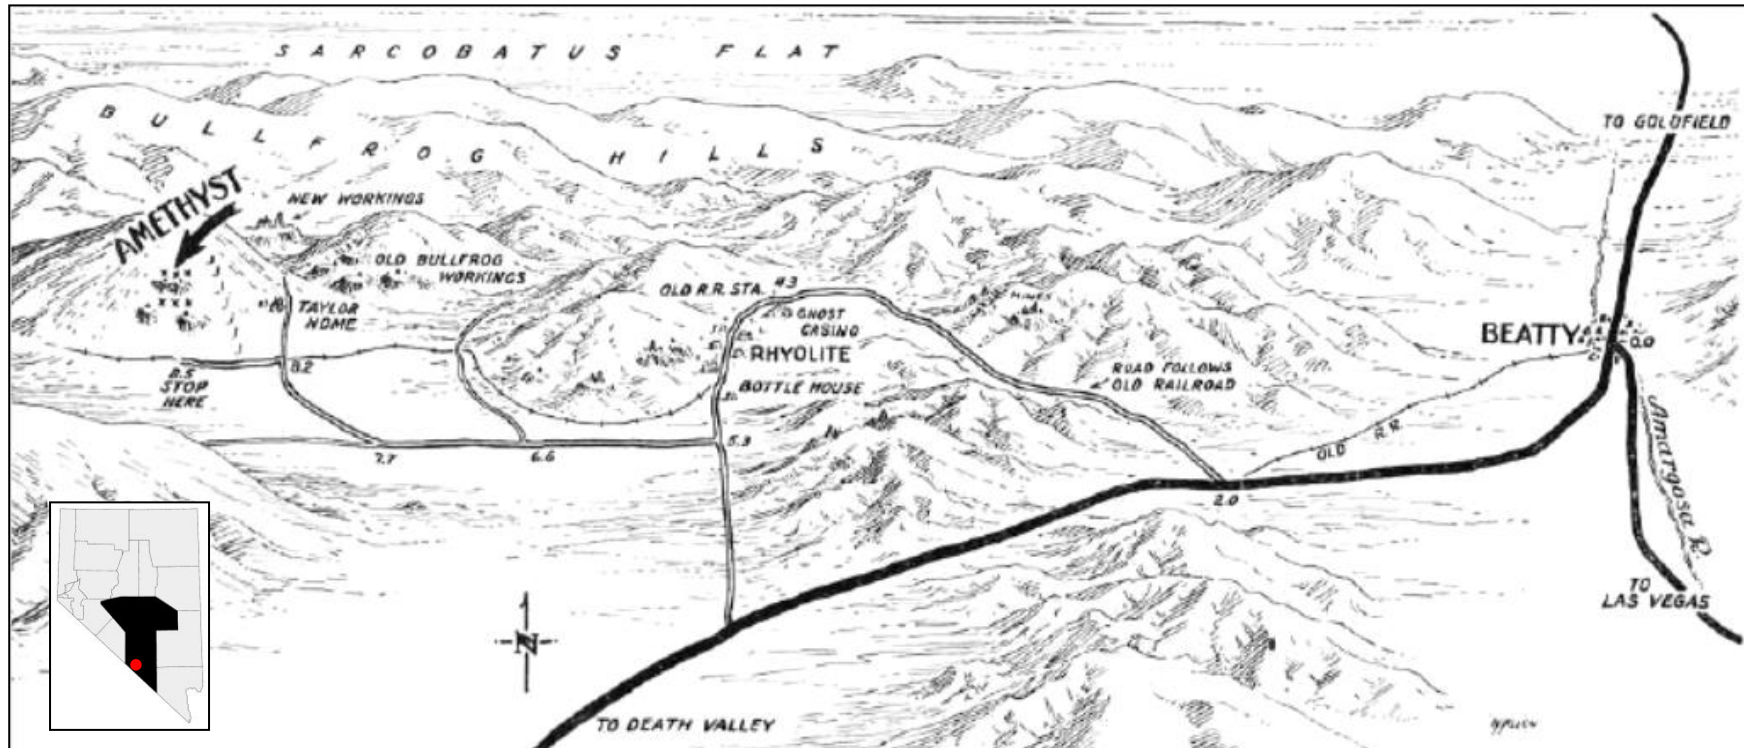 SARCOBATUS FLAT
BULLFROG HILLS
TO GOLDFIELD
AMETHYST
NEW WORKINGS
OLD BULLFROG
WORKINGS
TAYLOR
HOME
OLD R.R. STA.
4.3
GHOST
CASINO
MINES
RHYOLITE
BOTTLE HOUSE
ROAD FOLLOWS
OLD RAILROAD
BEATTY
0.0
8.5
STOP
HERE
8.2
7.7
6.6
5.3
OLD R.R.
2.0
Amargosa R.
TO
LAS VEGAS
N
TO DEATH VALLEY